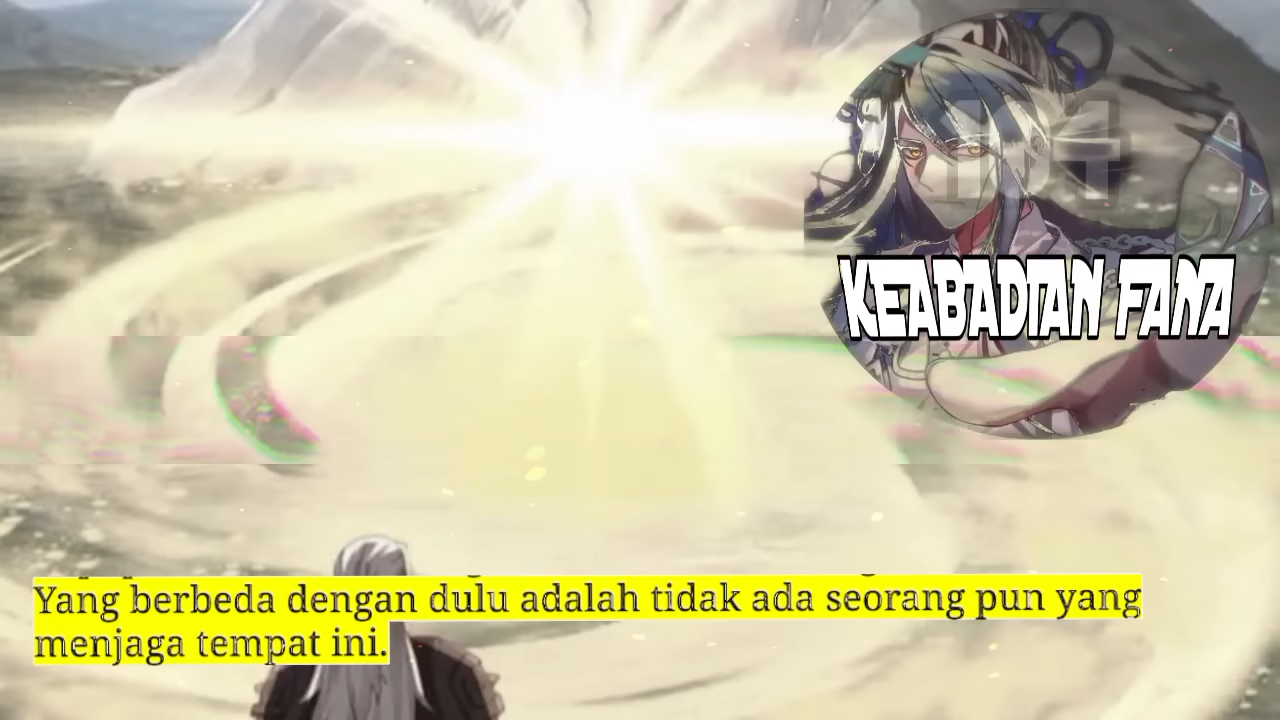 KEABADIAN FANA
Yang berbeda dengan dulu adalah tidak ada seorang pun yang
menjaga tempat ini.